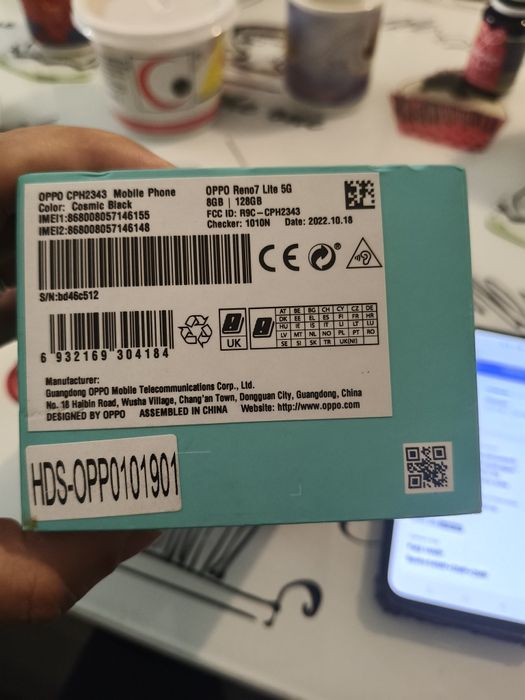 OPPO CPH2343 Mobile Phone
Color: Cosmic Black
IMEI1:868008057146155
IMEI2:868008057146148
OPPO Reno7 Lite 5G
8GB | 128GB
FCC ID: R9C-CPH2343
Checker: 1010N Date: 2022.10.18
S/N:bd46c512
CE
6 932169 304184
UK
AT BE BG CH CY CZ DE
DK EE EL ES FI FR HR
HU IE IS IT LI LT LU
LV MT NL NO PL PT RO
SE SI SK TR UK(NI)
Manufacturer:
Guangdong OPPO Mobile Telecommunications Corp., Ltd.
No. 18 Haibin Road, Wusha Village, Chang'an Town, Dongguan City, Guangdong, China
DESIGNED BY OPPO ASSEMBLED IN CHINA Website: http://www.oppo.com
HDS-OPP0101901